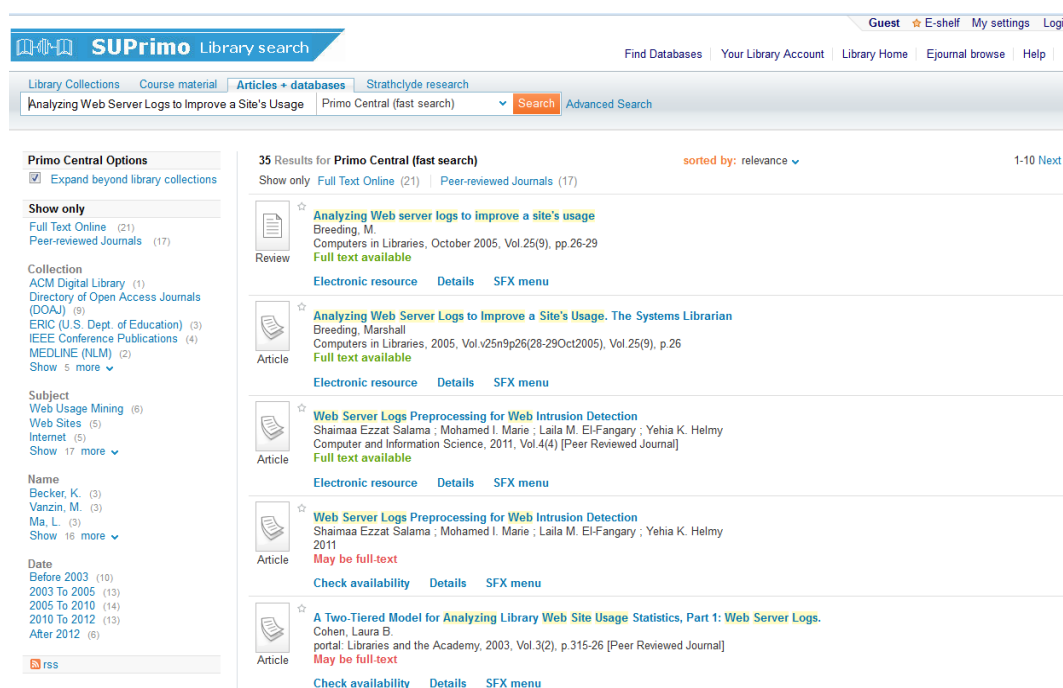 Guest E-shelf My settings Logi
SUPrimo Library search
Find Databases Your Library Account Library Home Ejournal browse Help
Library Collections Course material Articles + databases Strathclyde research
Analyzing Web Server Logs to Improve a Site's Usage Primo Central (fast search) Search Advanced Search
Primo Central Options
Expand beyond library collections
Show only
Full Text Online (21)
Peer-reviewed Journals (17)
Collection
ACM Digital Library (1)
Directory of Open Access Journals
(DOAJ) (9)
ERIC (U.S. Dept. of Education) (3)
IEEE Conference Publications (4)
MEDLINE (NLM) (2)
Show 5 more
Subject
Web Usage Mining (6)
Web Sites (5)
Internet (5)
Show 17 more
Name
Becker, K. (3)
Vanzin, M. (3)
Ma, L. (3)
Show 16 more
Date
Before 2003 (10)
2003 To 2005 (13)
2005 To 2010 (14)
2010 To 2012 (13)
After 2012 (6)
rss
35 Results for Primo Central (fast search) sorted by: relevance 1-10 Next
Show only Full Text Online (21) Peer-reviewed Journals (17)
Analyzing Web server logs to improve a site's usage
Breeding, M.
Computers in Libraries, October 2005, Vol.25(9), pp.26-29
Review Full text available
Electronic resource Details SFX menu
Analyzing Web Server Logs to Improve a Site's Usage. The Systems Librarian
Breeding, Marshall
Computers in Libraries, 2005, Vol.v25n9p26(28-29Oct2005), Vol.25(9), p.26
Article Full text available
Electronic resource Details SFX menu
Web Server Logs Preprocessing for Web Intrusion Detection
Shaimaa Ezzat Salama ; Mohamed I. Marie ; Laila M. El-Fangary ; Yehia K. Helmy
Computer and Information Science, 2011, Vol.4(4) [Peer Reviewed Journal]
Article Full text available
Electronic resource Details SFX menu
Web Server Logs Preprocessing for Web Intrusion Detection
Shaimaa Ezzat Salama ; Mohamed I. Marie ; Laila M. El-Fangary ; Yehia K. Helmy
2011
Article May be full-text
Check availability Details SFX menu
A Two-Tiered Model for Analyzing Library Web Site Usage Statistics, Part 1: Web Server Logs.
Cohen, Laura B.
portal: Libraries and the Academy, 2003, Vol.3(2), p.315-26 [Peer Reviewed Journal]
Article May be full-text
Check availability Details SFX menu